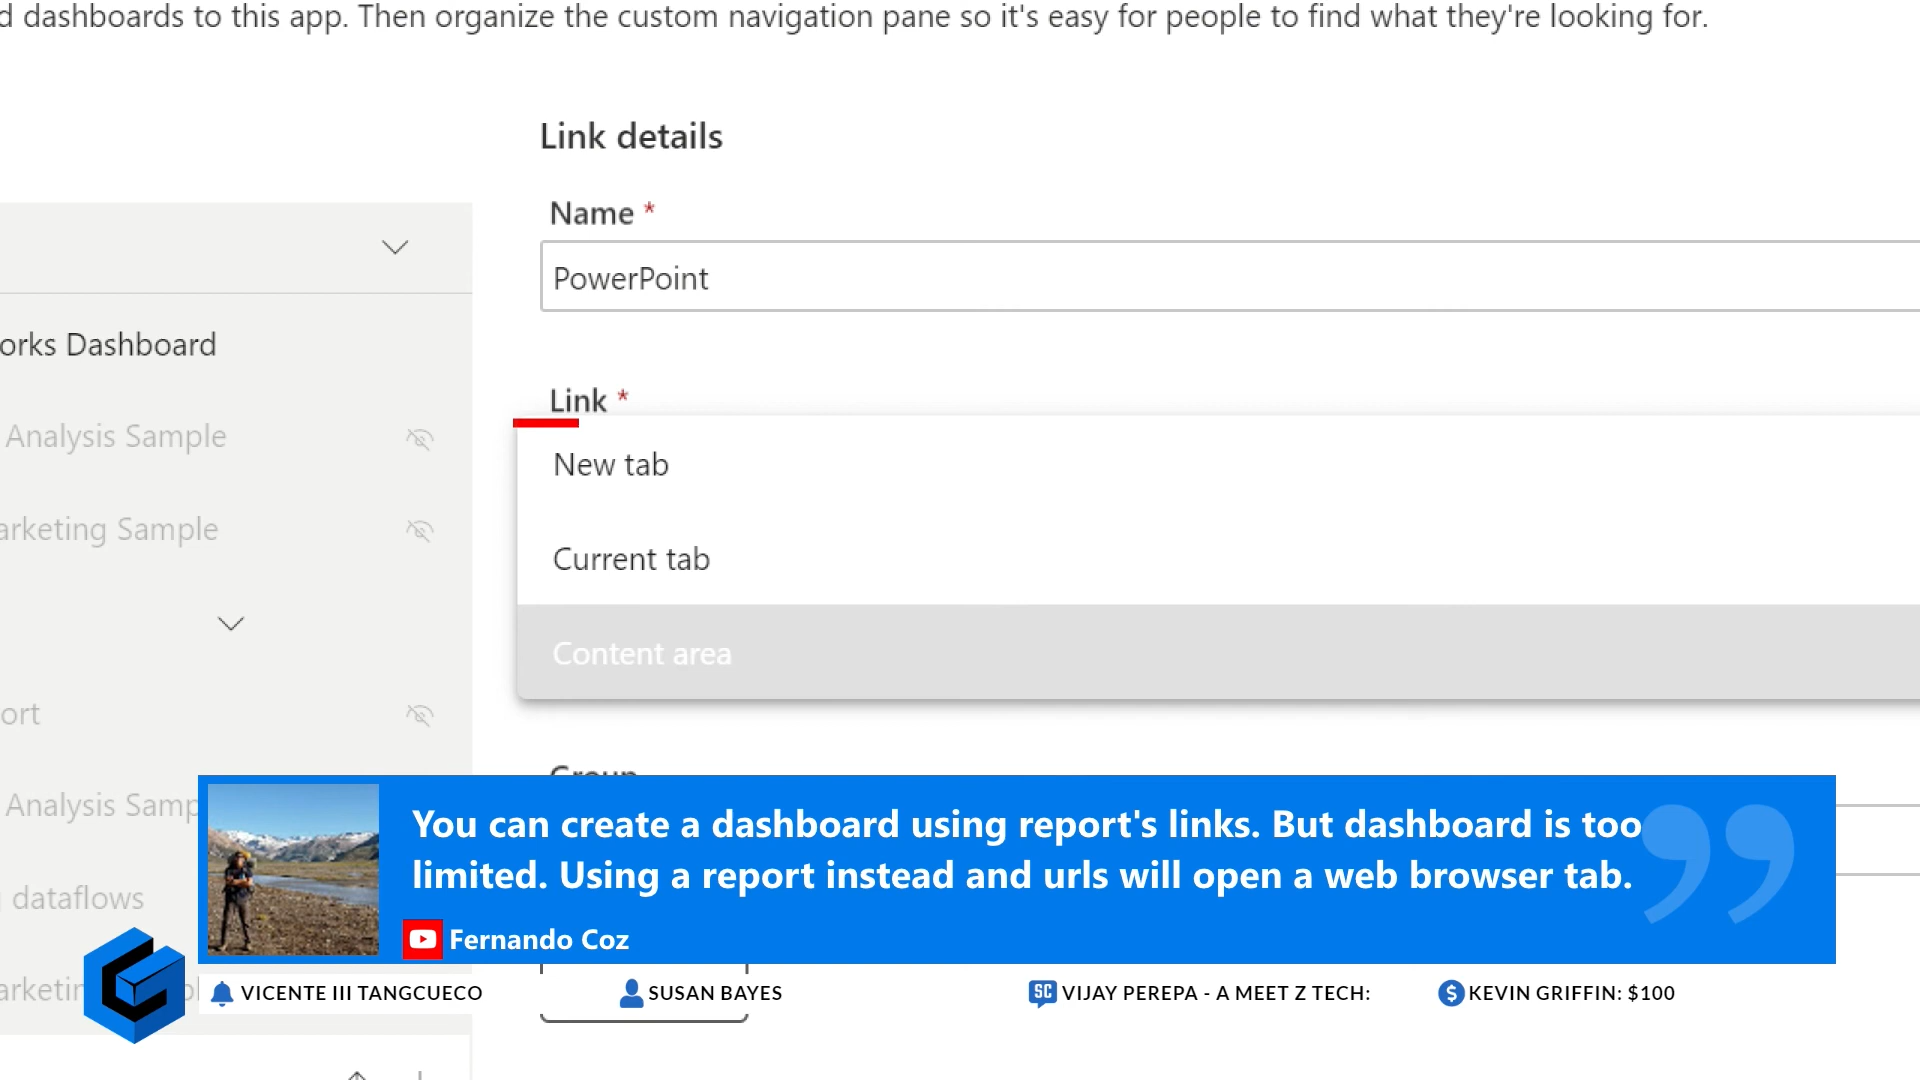 d dashboards to this app. Then organize the custom navigation pane so it's easy for people to find what they're looking for.
Link details
Name *
PowerPoint
orks Dashboard
Link *
Analysis Sample
New tab
arketing Sample
Current tab
Content area
ort
Group
Analysis Samp
You can create a dashboard using report's links. But dashboard is too
limited. Using a report instead and urls will open a web browser tab.
dataflows
Fernando Coz
arketin
VICENTE III TANGCUECO
SUSAN BAYES
SC VIJAY PEREPA - A MEET Z TECH:
$ KEVIN GRIFFIN: $100